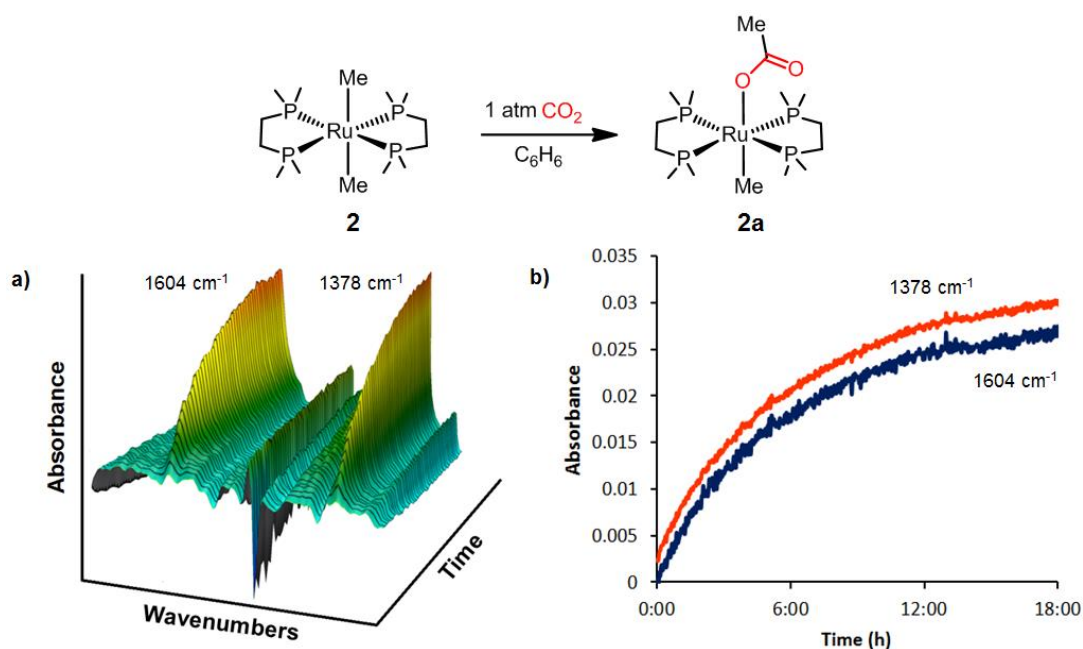 Me
Me
O
O
P
P
Ru
P
P
Me
1 atm CO₂
C₆H₆
P
P
Ru
P
P
Me
2
2a
a)
1604 cm⁻¹
1378 cm⁻¹
Absorbance
Wavenumbers
Time
b)
Absorbance
0.035
0.03
0.025
0.02
0.015
0.01
0.005
0
1378 cm⁻¹
1604 cm⁻¹
0:00
6:00
12:00
18:00
Time (h)